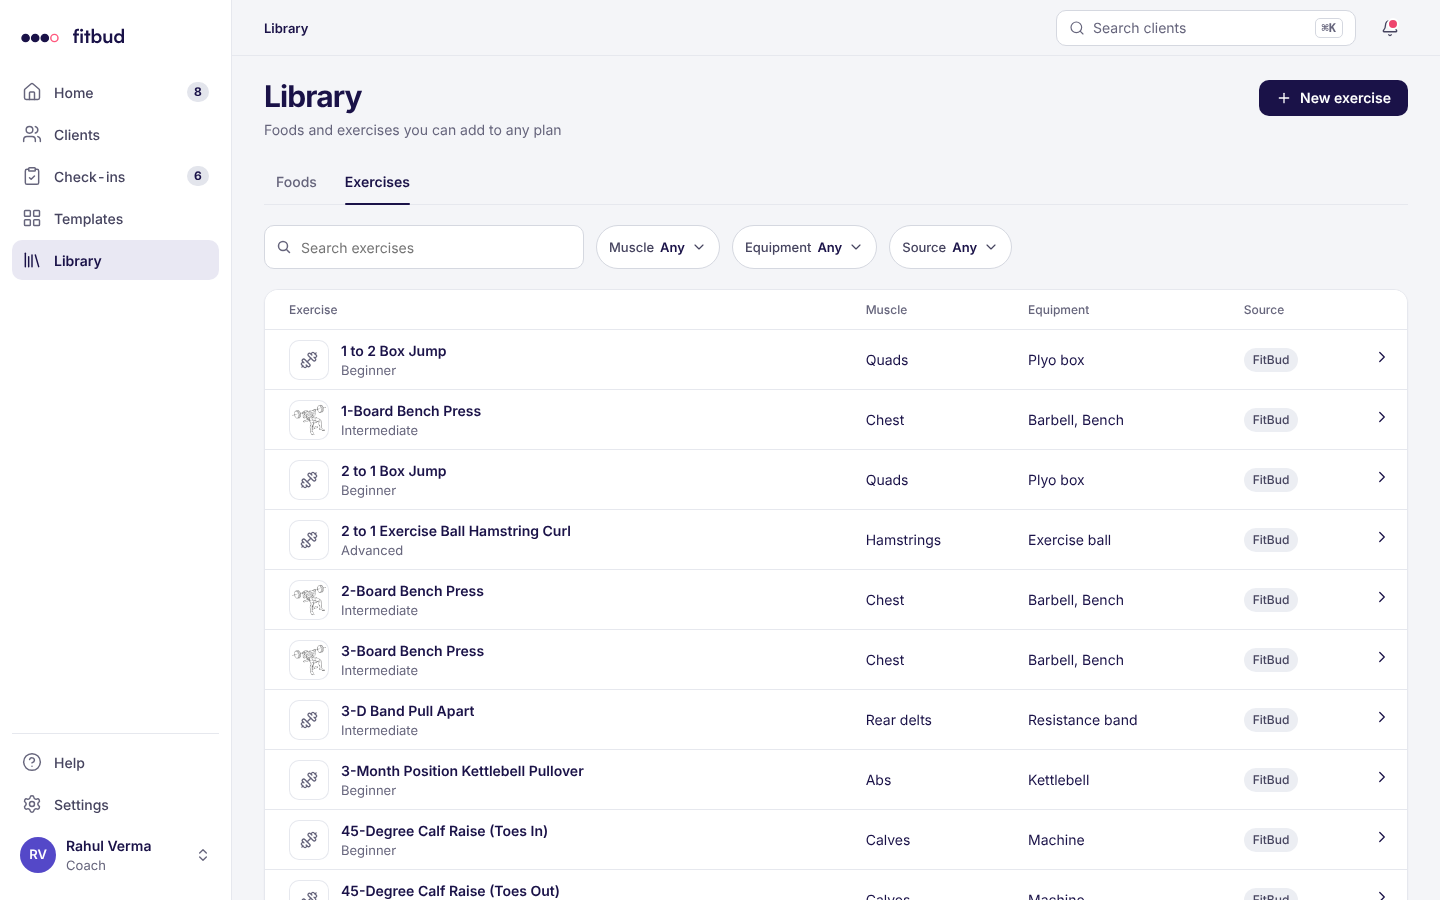 fitbud
Home 8
Clients
Check-ins 6
Templates
Library
Help
Settings
RV Rahul Verma
Coach
Library
Search clients ⌘K
Library
Foods and exercises you can add to any plan
New exercise
Foods Exercises
Search exercises Muscle Any Equipment Any Source Any
Exercise Muscle Equipment Source
1 to 2 Box Jump
Beginner
Quads Plyo box FitBud
1-Board Bench Press
Intermediate
Chest Barbell, Bench FitBud
2 to 1 Box Jump
Beginner
Quads Plyo box FitBud
2 to 1 Exercise Ball Hamstring Curl
Advanced
Hamstrings Exercise ball FitBud
2-Board Bench Press
Intermediate
Chest Barbell, Bench FitBud
3-Board Bench Press
Intermediate
Chest Barbell, Bench FitBud
3-D Band Pull Apart
Intermediate
Rear delts Resistance band FitBud
3-Month Position Kettlebell Pullover
Beginner
Abs Kettlebell FitBud
45-Degree Calf Raise (Toes In)
Beginner
Calves Machine FitBud
45-Degree Calf Raise (Toes Out)
Calves Machine FitBud